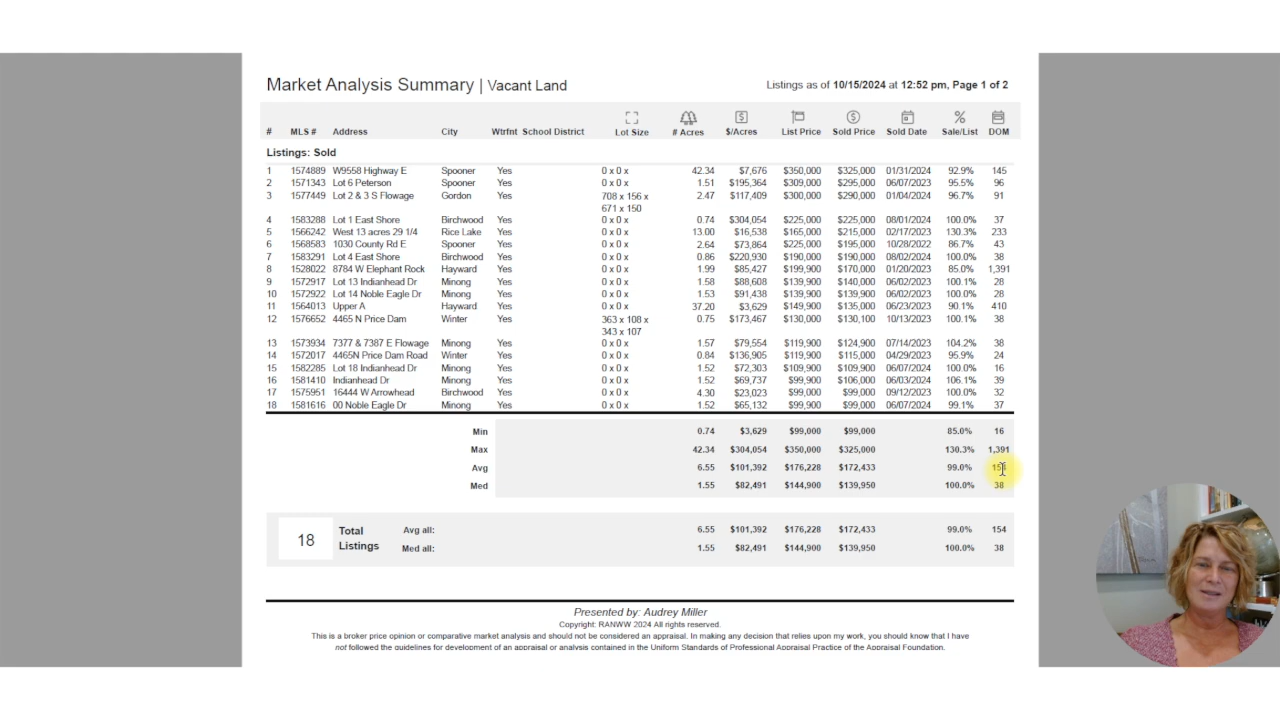 Market Analysis Summary | Vacant Land
Listings as of 10/15/2024 at 12:52 pm, Page 1 of 2
# MLS # Address City Wtrfnt School District Lot Size # Acres $/Acres List Price Sold Price Sold Date Sale/List DOM
Listings: Sold
1 1574889 W9558 Highway E Spooner Yes 0 x 0 x 42.34 $7,676 $350,000 $325,000 01/31/2024 92.9% 145
2 1571343 Lot 6 Peterson Spooner Yes 0 x 0 x 1.51 $195,364 $309,000 $295,000 06/07/2023 95.5% 96
3 1577449 Lot 2 & 3 S Flowage Gordon Yes 708 x 156 x 2.47 $117,409 $300,000 $290,000 01/04/2024 96.7% 91
671 x 150
4 1583288 Lot 1 East Shore Birchwood Yes 0 x 0 x 0.74 $304,054 $225,000 $225,000 08/01/2024 100.0% 37
5 1566242 West 13 acres 29 1/4 Rice Lake Yes 0 x 0 x 13.00 $16,538 $165,000 $215,000 02/17/2023 130.3% 233
6 1568583 1030 County Rd E Spooner Yes 0 x 0 x 2.64 $73,864 $225,000 $195,000 10/28/2022 86.7% 43
7 1583291 Lot 4 East Shore Birchwood Yes 0 x 0 x 0.86 $220,930 $190,000 $190,000 08/02/2024 100.0% 38
8 1528022 8784 W Elephant Rock Hayward Yes 0 x 0 x 1.99 $85,427 $199,900 $170,000 01/20/2023 85.0% 1,391
9 1572917 Lot 13 Indianhead Dr Minong Yes 0 x 0 x 1.58 $88,608 $139,900 $140,000 06/02/2023 100.1% 28
10 1572922 Lot 14 Noble Eagle Dr Minong Yes 0 x 0 x 1.53 $91,438 $139,900 $139,900 06/02/2023 100.0% 28
11 1564013 Upper A Hayward Yes 0 x 0 x 37.20 $3,629 $149,900 $135,000 06/23/2023 90.1% 410
12 1576652 4465 N Price Dam Winter Yes 363 x 108 x 0.75 $173,467 $130,000 $130,100 10/13/2023 100.1% 38
343 x 107
13 1573934 7377 & 7387 E Flowage Minong Yes 0 x 0 x 1.57 $79,554 $119,900 $124,900 07/14/2023 104.2% 38
14 1572017 4465N Price Dam Road Winter Yes 0 x 0 x 0.84 $136,905 $119,900 $115,000 04/29/2023 95.9% 24
15 1582285 Lot 18 Indianhead Dr Minong Yes 0 x 0 x 1.52 $72,303 $109,900 $109,900 06/07/2024 100.0% 16
16 1581410 Indianhead Dr Minong Yes 0 x 0 x 1.52 $69,737 $99,900 $106,000 06/03/2024 106.1% 39
17 1575951 16444 W Arrowhead Birchwood Yes 0 x 0 x 4.30 $23,023 $99,000 $99,000 09/12/2023 100.0% 32
18 1581616 00 Noble Eagle Dr Minong Yes 0 x 0 x 1.52 $65,132 $99,900 $99,000 06/07/2024 99.1% 37
Min 0.74 $3,629 $99,000 $99,000 85.0% 16
Max 42.34 $304,054 $350,000 $325,000 130.3% 1,391
Avg 6.55 $101,392 $176,228 $172,433 99.0%
Med 1.55 $82,491 $144,900 $139,950 100.0% 38
18 Total Listings Avg all: 6.55 $101,392 $176,228 $172,433 99.0% 154
Med all: 1.55 $82,491 $144,900 $139,950 100.0% 38
Presented by: Audrey Miller
Copyright: RANWW 2024 All rights reserved.
This is a broker price opinion or comparative market analysis and should not be considered an appraisal. In making any decision that relies upon my work, you should know that I have
not followed the guidelines for development of an appraisal or analysis contained in the Uniform Standards of Professional Appraisal Practice of the Appraisal Foundation.